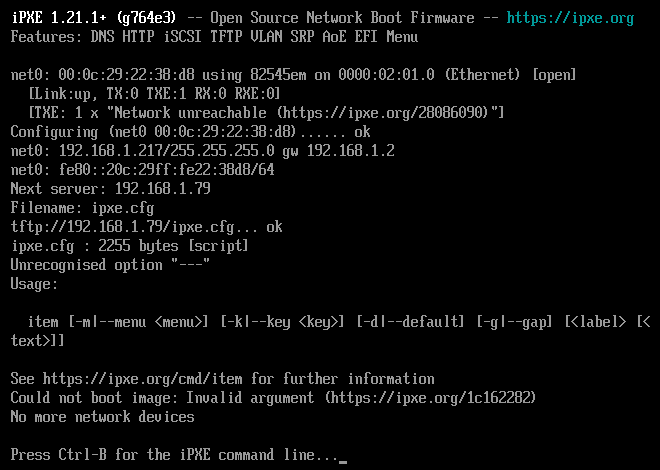 iPXE 1.21.1+ (g764e3) -- Open Source Network Boot Firmware -- https://ipxe.org
Features: DNS HTTP iSCSI TFTP VLAN SRP AoE EFI Menu
net0: 00:0c:29:22:38:d8 using 82545em on 0000:02:01.0 (Ethernet) [open]
[Link:up, TX:0 TXE:1 RX:0 RXE:0]
[TXE: 1 x "Network unreachable (https://ipxe.org/28086090)"]
Configuring (net0 00:0c:29:22:38:d8)...... ok
net0: 192.168.1.217/255.255.255.0 gw 192.168.1.2
net0: fe80::20c:29ff:fe22:38d8/64
Next server: 192.168.1.79
Filename: ipxe.cfg
tftp://192.168.1.79/ipxe.cfg... ok
ipxe.cfg : 2255 bytes [script]
Unrecognised option "---"
Usage:
item [-m|--menu <menu>] [-k|--key <key>] [-d|--default] [-g|--gap] [<label> [<
text>]]
See https://ipxe.org/cmd/item for further information
Could not boot image: Invalid argument (https://ipxe.org/1c162282)
No more network devices
Press Ctrl-B for the iPXE command line..._